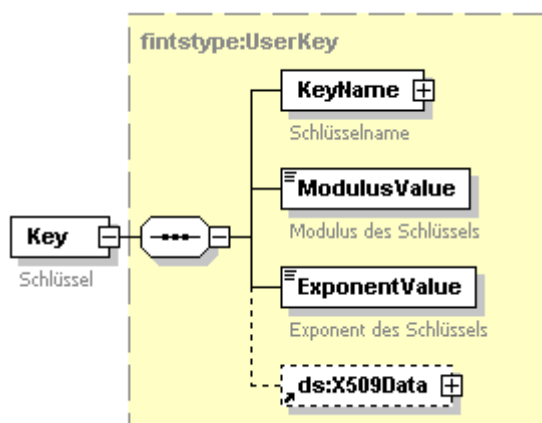 fintstype:UserKey
KeyName
Schlüsselname
ModulusValue
Modulus des Schlüssels
Key
Schlüssel
ExponentValue
Exponent des Schlüssels
ds:X509Data